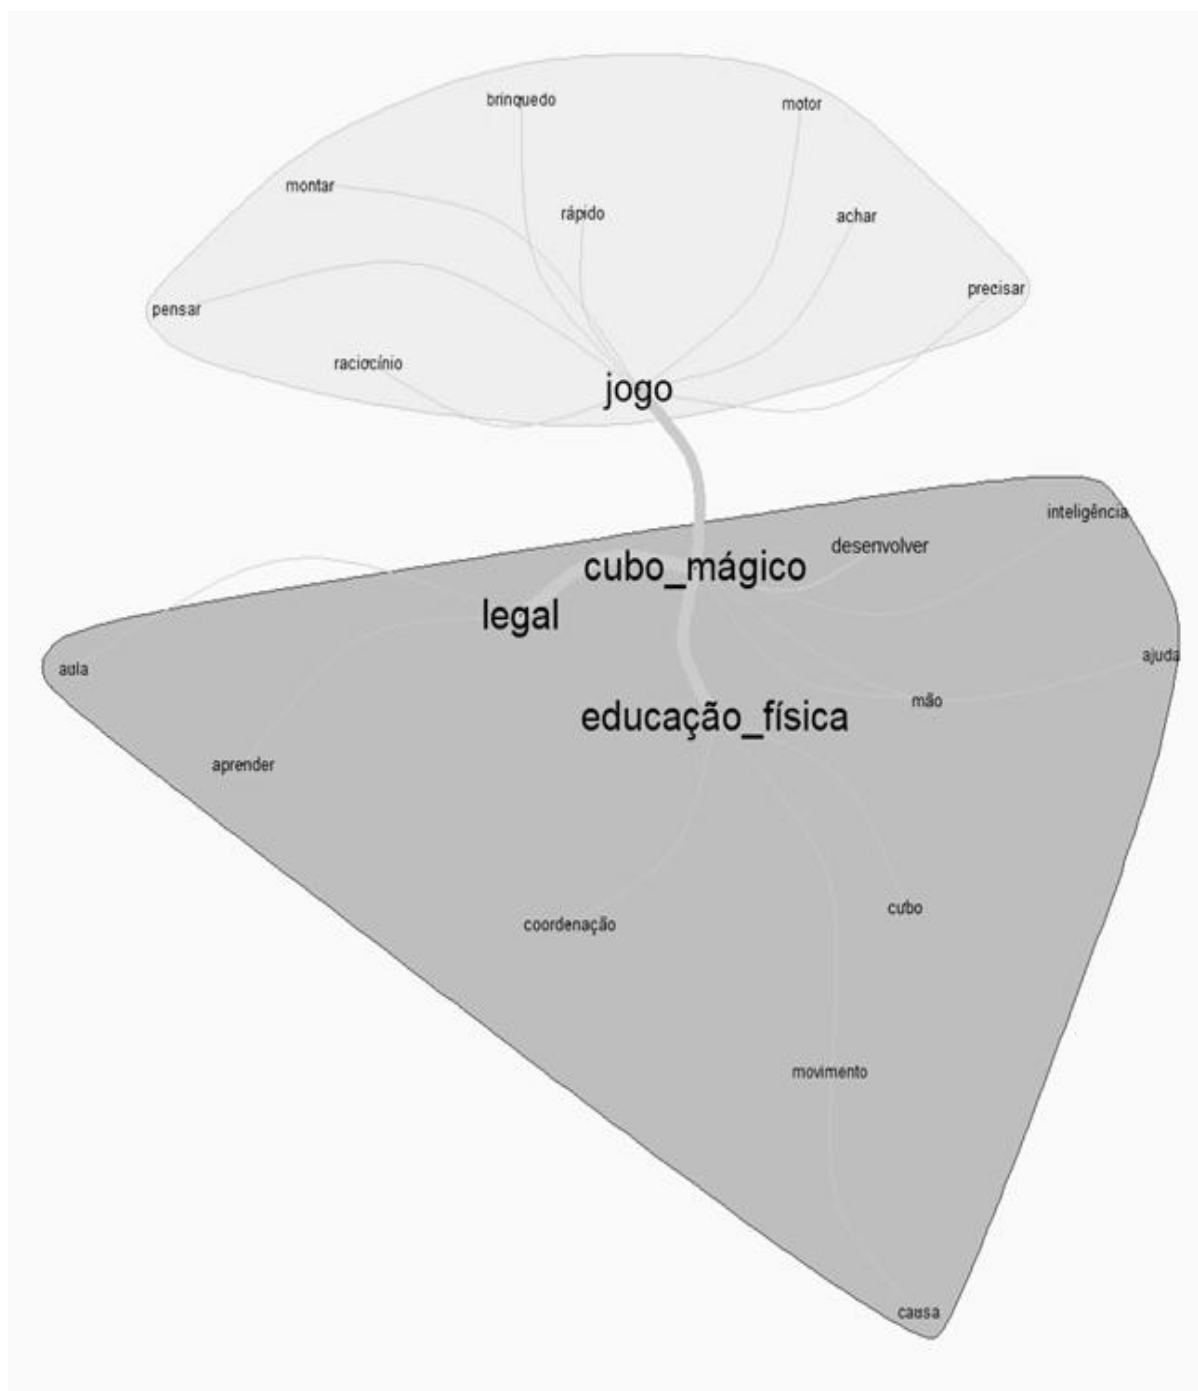 brinquedo
motor
montar
rápido
achar
precisar
pensar
raciocínio
jogo
inteligência
desenvolver
cubo_mágico
legal
ajuda
aula
mão
educação_física
aprender
cubo
coordenação
movimento
causa